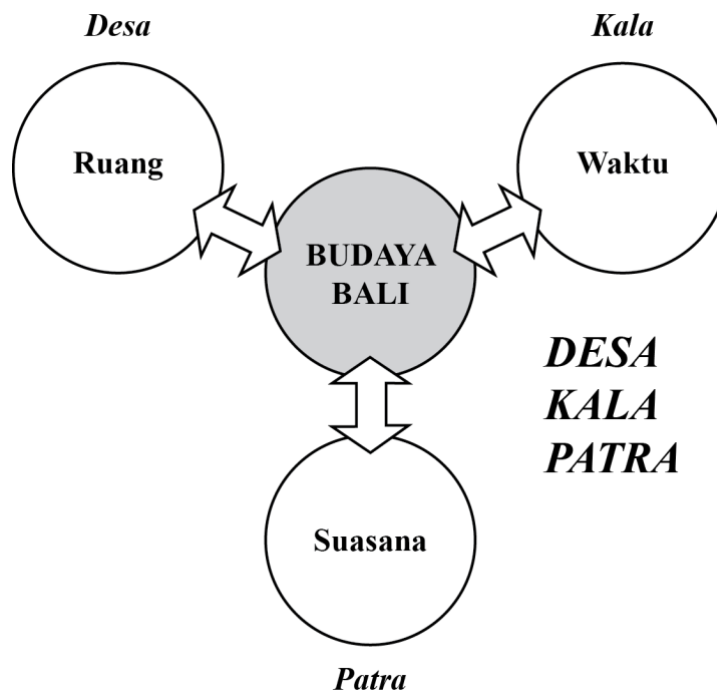 Desa
Kala
Ruang
Waktu
BUDAYA
BALI
DESA
KALA
PATRA
Suasana
Patra